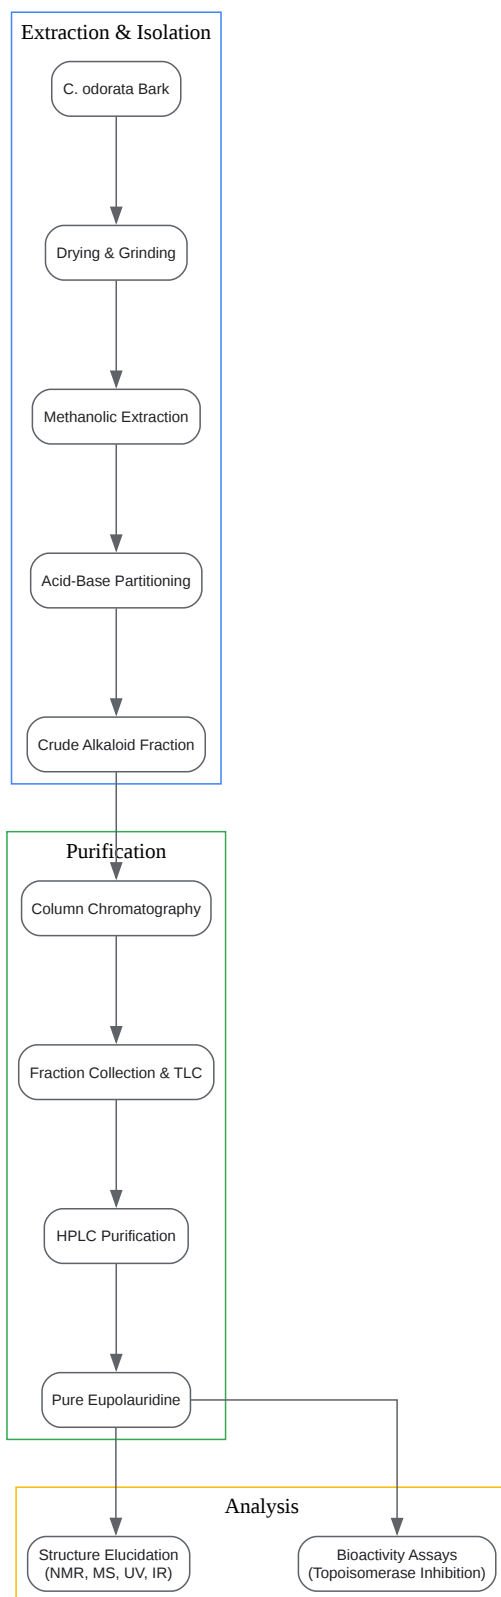 Extraction & Isolation
C. odorata Bark
Drying & Grinding
Methanolic Extraction
Acid-Base Partitioning
Crude Alkaloid Fraction
Purification
Column Chromatography
Fraction Collection & TLC
HPLC Purification
Pure Eupolauridine
Analysis
Structure Elucidation
(NMR, MS, UV, IR)
Bioactivity Assays
(Topoisomerase Inhibition)